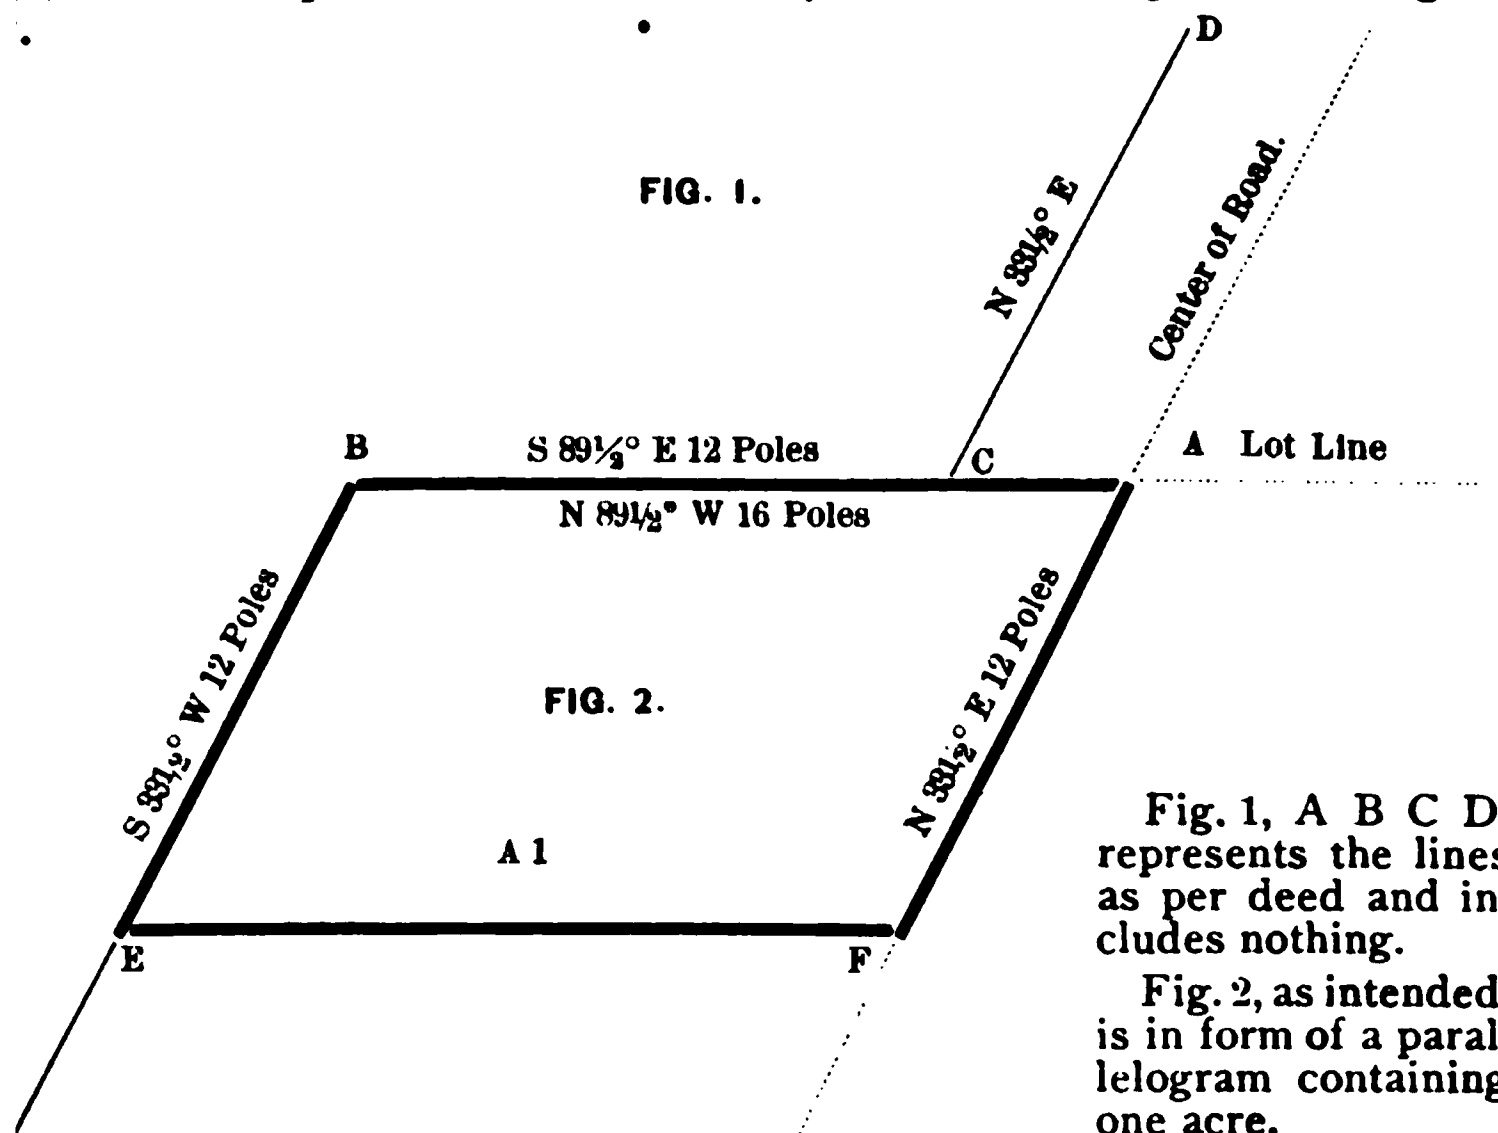 D
FIG. 1.
N 33½° E
Center of Road.
B
S 89½° E 12 Poles
C
A Lot Line
N 89½° W 16 Poles
S 33½° W 12 Poles
N 33½° E 12 Poles
FIG. 2.
A 1
E
F
Fig. 1, A B C D
represents the lines
as per deed and in
cludes nothing.
Fig. 2, as intended
is in form of a paral
lelogram containing
one acre.